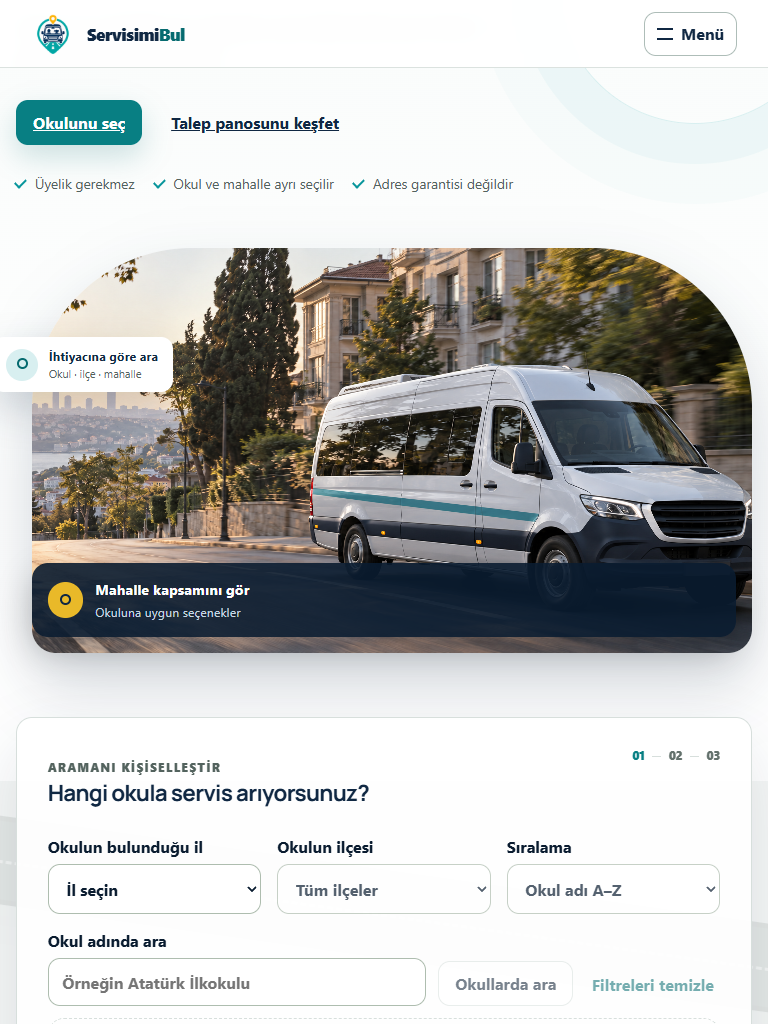 ServisimiBul
Menü
Okulunu seç
Talep panosunu keşfet
Üyelik gerekmez
Okul ve mahalle ayrı seçilir
Adres garantisi değildir
İhtiyacına göre ara
Okul · ilçe · mahalle
Mahalle kapsamını gör
Okuluna uygun seçenekler
01 — 02 — 03
ARAMANI KİŞİSELLEŞTİR
Hangi okula servis arıyorsunuz?
Okulun bulunduğu il
Okulun ilçesi
Sıralama
İl seçin
Tüm ilçeler
Okul adı A–Z
Okul adında ara
Örneğin Atatürk İlkokulu
Okullarda ara
Filtreleri temizle